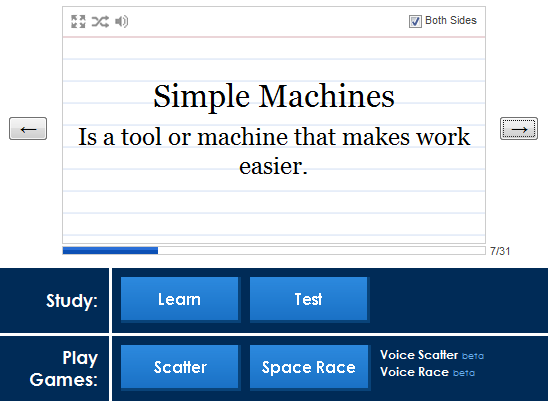 Both Sides
Simple Machines
Is a tool or machine that makes work
easier.
← →
7/31
Study: Learn Test
Play
Games: Scatter Space Race
Voice Scatter beta
Voice Race beta